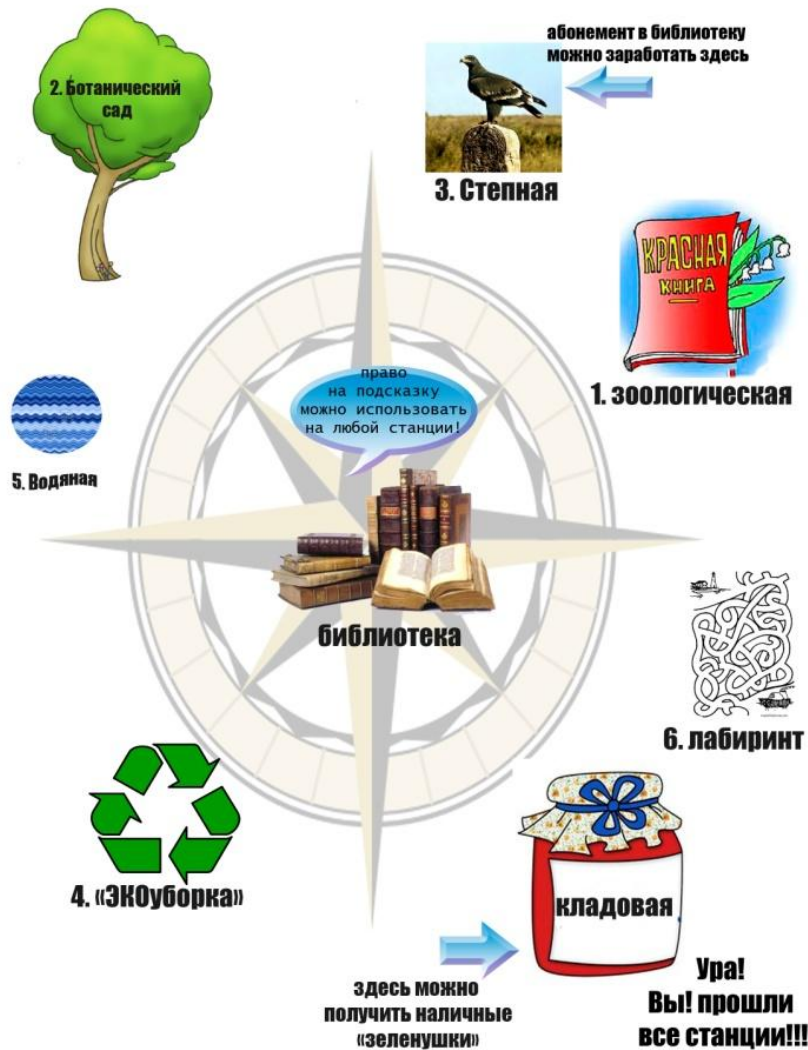 абонемент в библиотеку
можно заработать здесь
2. Ботанический
сад
3. Степная
КРАСНАЯ
КНИГА
1. зоологическая
право
на подсказку
можно использовать
на любой станции!
5. Водяная
библиотека
6. лабиринт
4. «ЭКОуборка»
кладовая
здесь можно
получить наличные
«зеленушки»
Ура!
Вы! прошли
все станции!!!